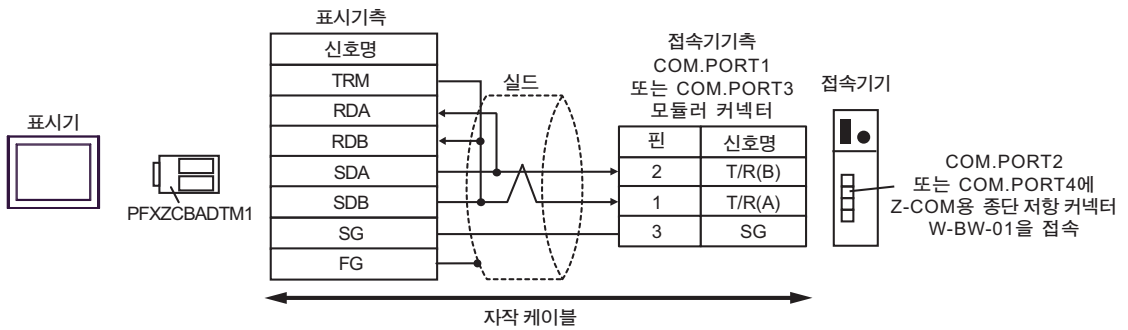 표시기
PFXZCBADTM1
표시기측
신호명
TRM
RDA
RDB
SDA
SDB
SG
FG
실드
접속기기측
COM.PORT1
또는 COM.PORT3
모듈러 커넥터
핀 신호명
2 T/R(B)
1 T/R(A)
3 SG
접속기기
COM.PORT2
또는 COM.PORT4에
Z-COM용 종단 저항 커넥터
W-BW-01을 접속
자작 케이블